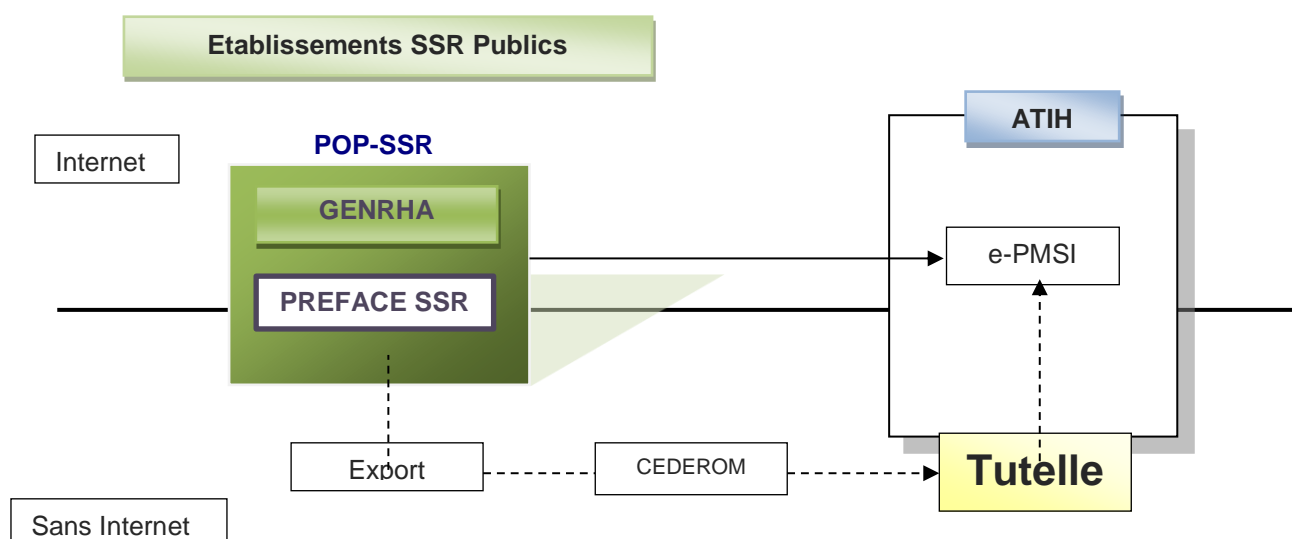 Etablissements SSR Publics
ATIH
Internet
POP-SSR
GENRHA
e-PMSI
PREFACE SSR
Export
CEDEROM
Tutelle
Sans Internet